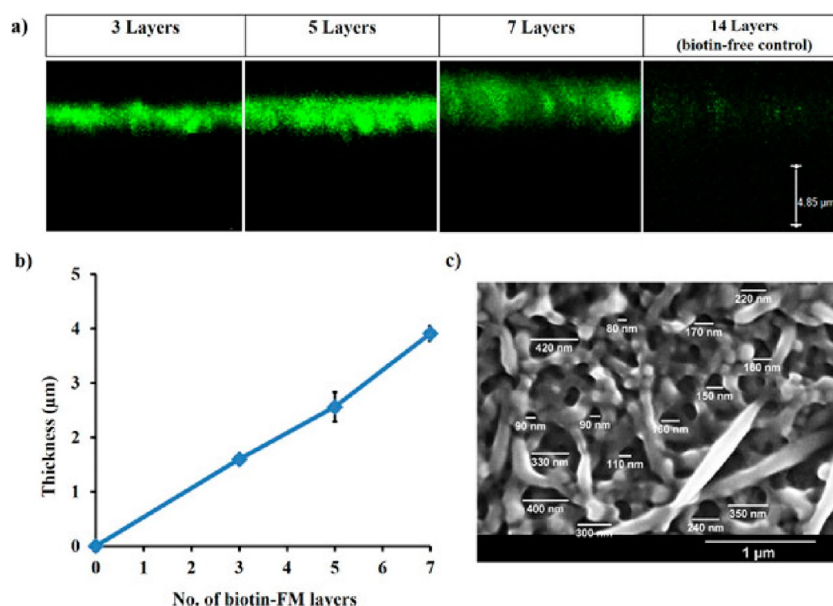 a)
3 Layers
5 Layers
7 Layers
14 Layers
(biotin-free control)
4.85 µm
b)
5
4
3
2
1
0
Thickness (µm)
0 1 2 3 4 5 6 7
No. of biotin-FM layers
c)
220 nm
80 nm
170 nm
420 nm
160 nm
150 nm
90 nm
90 nm
160 nm
330 nm
110 nm
400 nm
350 nm
300 nm
240 nm
1 µm